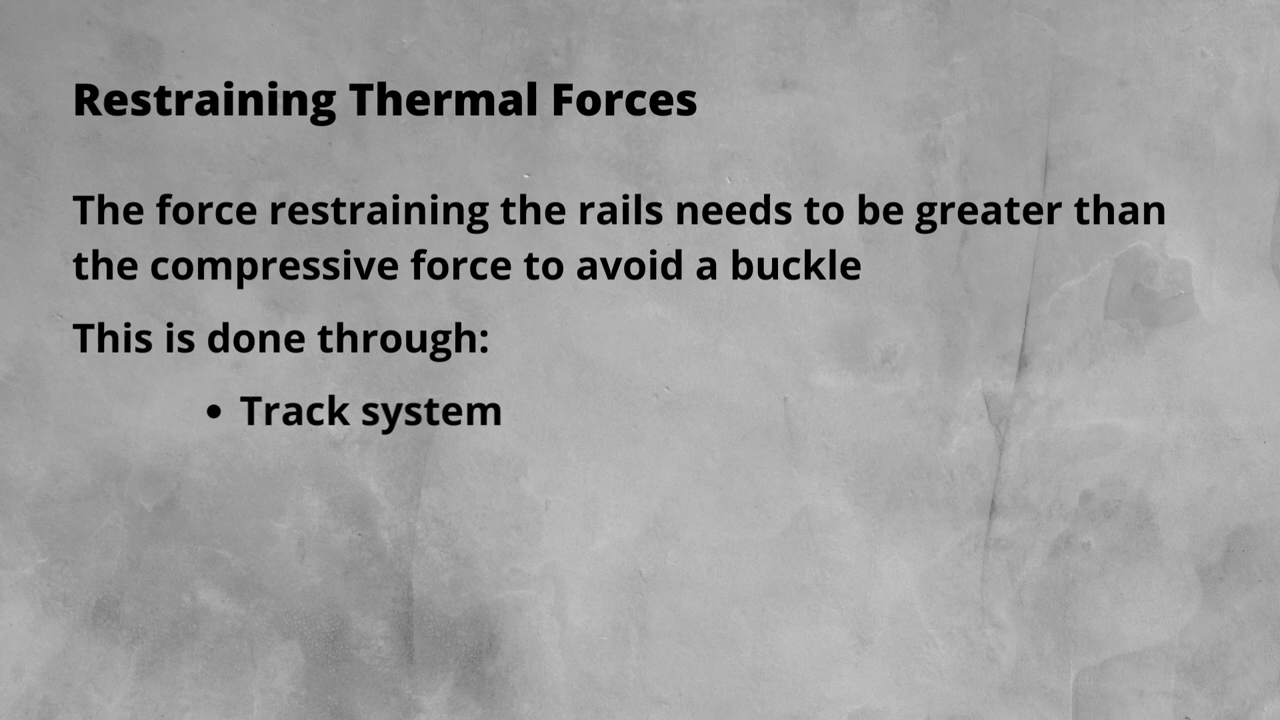 Restraining Thermal Forces
The force restraining the rails needs to be greater than
the compressive force to avoid a buckle
This is done through:
• Track system